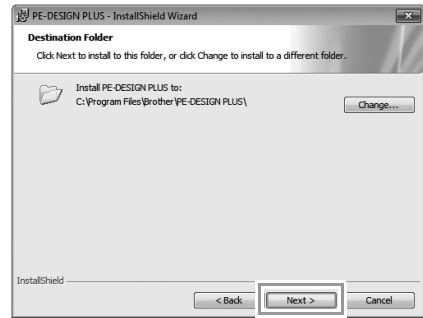 PE-DESIGN PLUS - InstallShield Wizard
Destination Folder
Click Next to install to this folder, or click Change to install to a different folder.
Install PE-DESIGN PLUS to:
C:\Program Files\Brother\PE-DESIGN PLUS\
Change...
InstallShield
< Back
Next >
Cancel